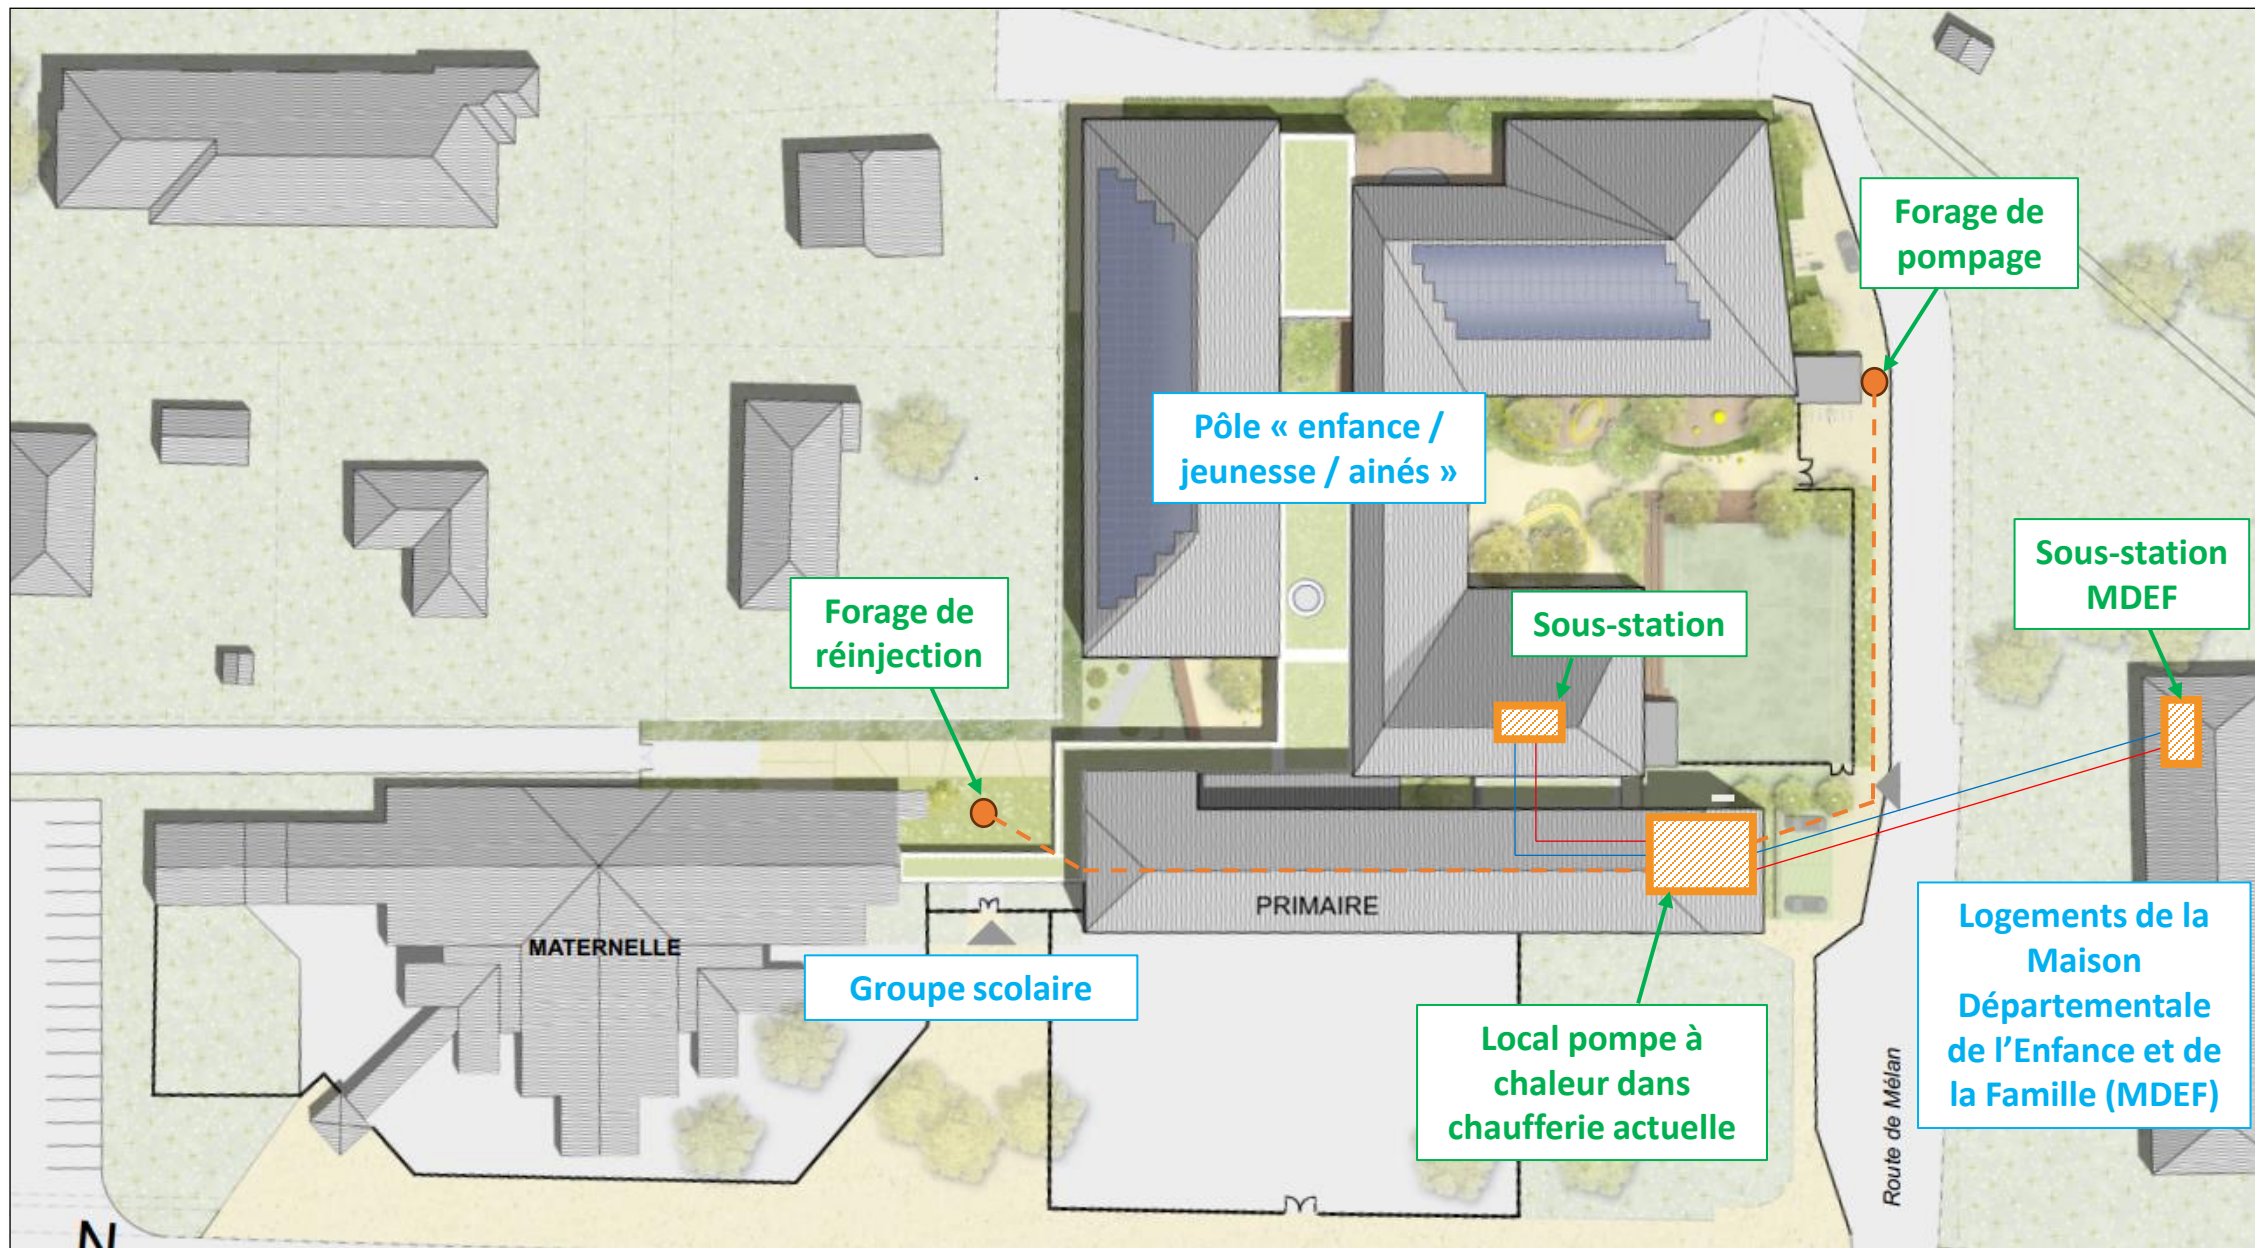 Forage de
pompage
Pôle « enfance /
jeunesse / ainés »
Sous-station
MDEF
Forage de
réinjection
Sous-station
PRIMAIRE
MATERNELLE
Groupe scolaire
Logements de la
Maison
Départementale
de l’Enfance et de
la Famille (MDEF)
Local pompe à
chaleur dans
chaufferie actuelle
Route de Mélan
N